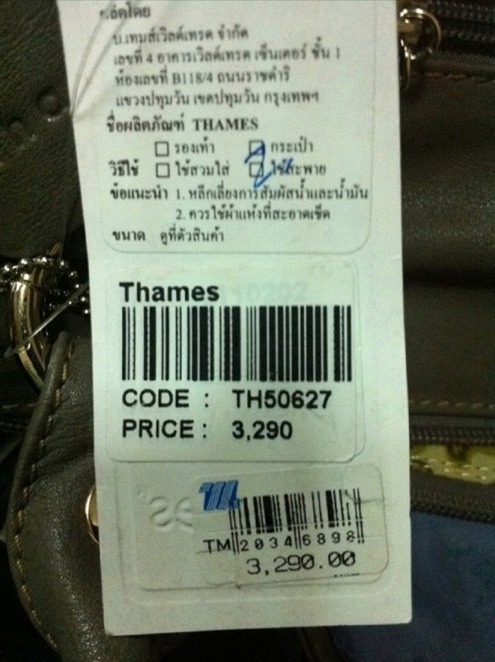 ผลิตโดย
บ.เทมส์เวิลด์เทรด จำกัด
เลขที่ 4 อาคารเวิลด์เทรด เซ็นเตอร์ ชั้น 1
ห้องเลขที่ B118/4 ถนนราชดำริ
แขวงปทุมวัน เขตปทุมวัน กรุงเทพฯ
ชื่อผลิตภัณฑ์ THAMES
รองเท้า กระเป๋า
วิธีใช้ ใช้สวมใส่ ใช้สะพาย
ข้อแนะนำ 1. หลีกเลี่ยงการสัมผัสน้ำและน้ำมัน
2. ควรใช้ผ้าแห้งที่สะอาดเช็ด
ขนาด ดูที่ตัวสินค้า
Thames
CODE : TH50627
PRICE : 3,290
TM 20346898
3,290.00